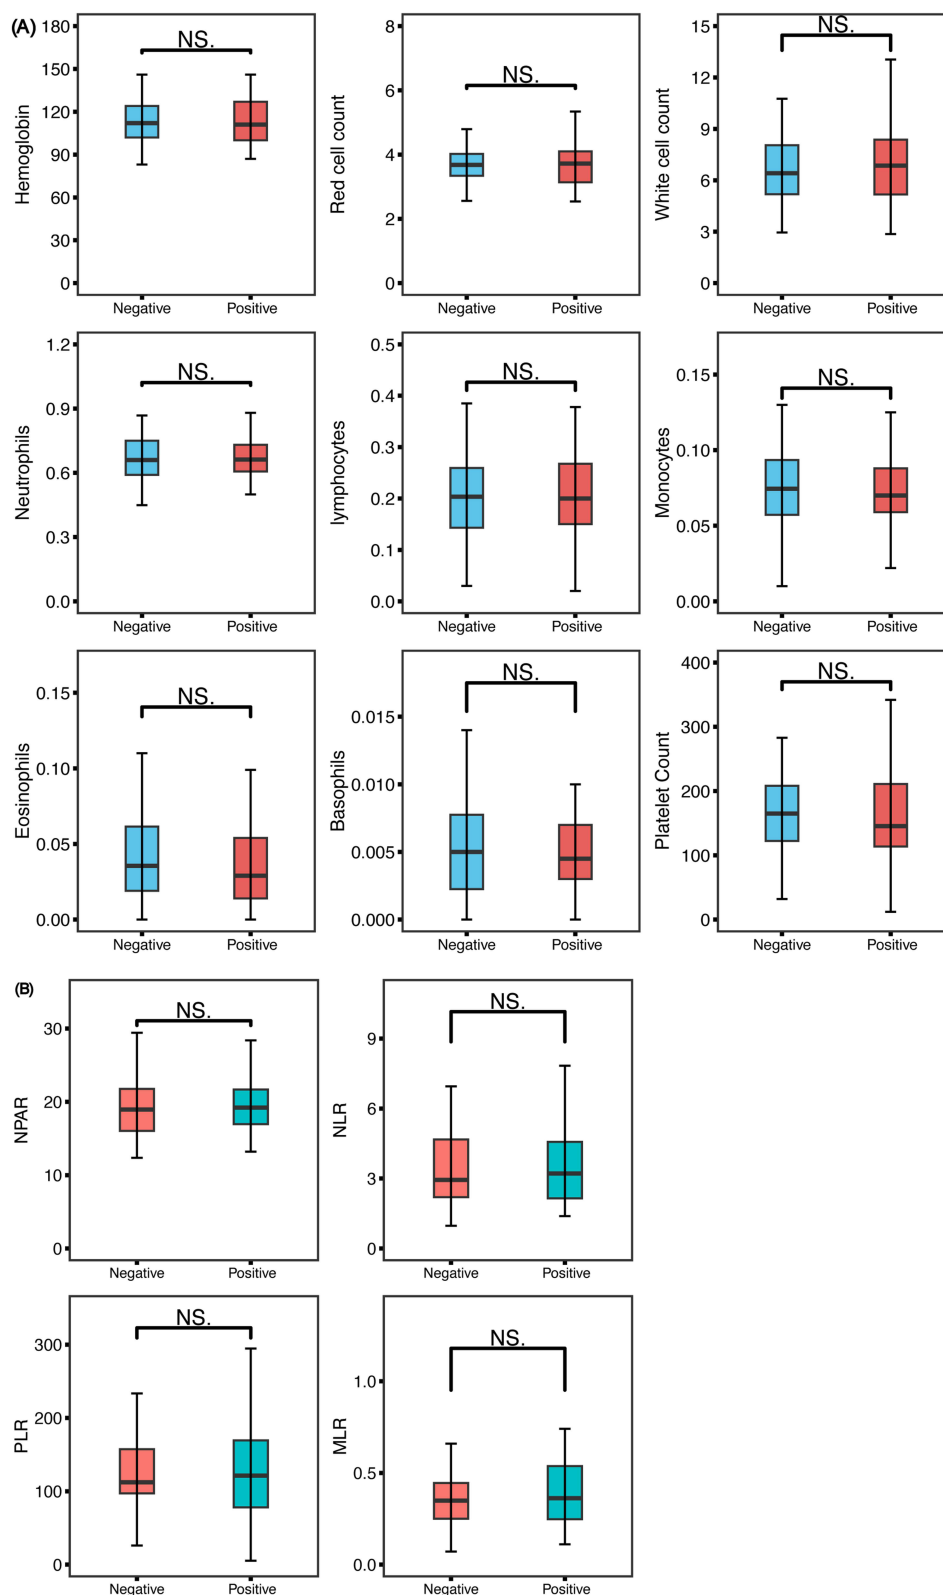 (A)
Hemoglobin
180
150
120
90
60
30
0
NS.
Negative Positive
Red cell count
8
6
4
2
0
NS.
Negative Positive
White cell count
15
12
9
6
3
0
NS.
Negative Positive
Neutrophils
1.2
0.9
0.6
0.3
0.0
NS.
Negative Positive
lymphocytes
0.5
0.4
0.3
0.2
0.1
0.0
NS.
Negative Positive
Monocytes
0.15
0.10
0.05
0.00
NS.
Negative Positive
Eosinophils
0.15
0.10
0.05
0.00
NS.
Negative Positive
Basophils
0.015
0.010
0.005
0.000
NS.
Negative Positive
Platelet Count
400
300
200
100
0
NS.
Negative Positive
(B)
NPAR
30
20
10
0
NS.
Negative Positive
NLR
9
6
3
0
NS.
Negative Positive
PLR
300
200
100
0
NS.
Negative Positive
MLR
1.0
0.5
0.0
NS.
Negative Positive